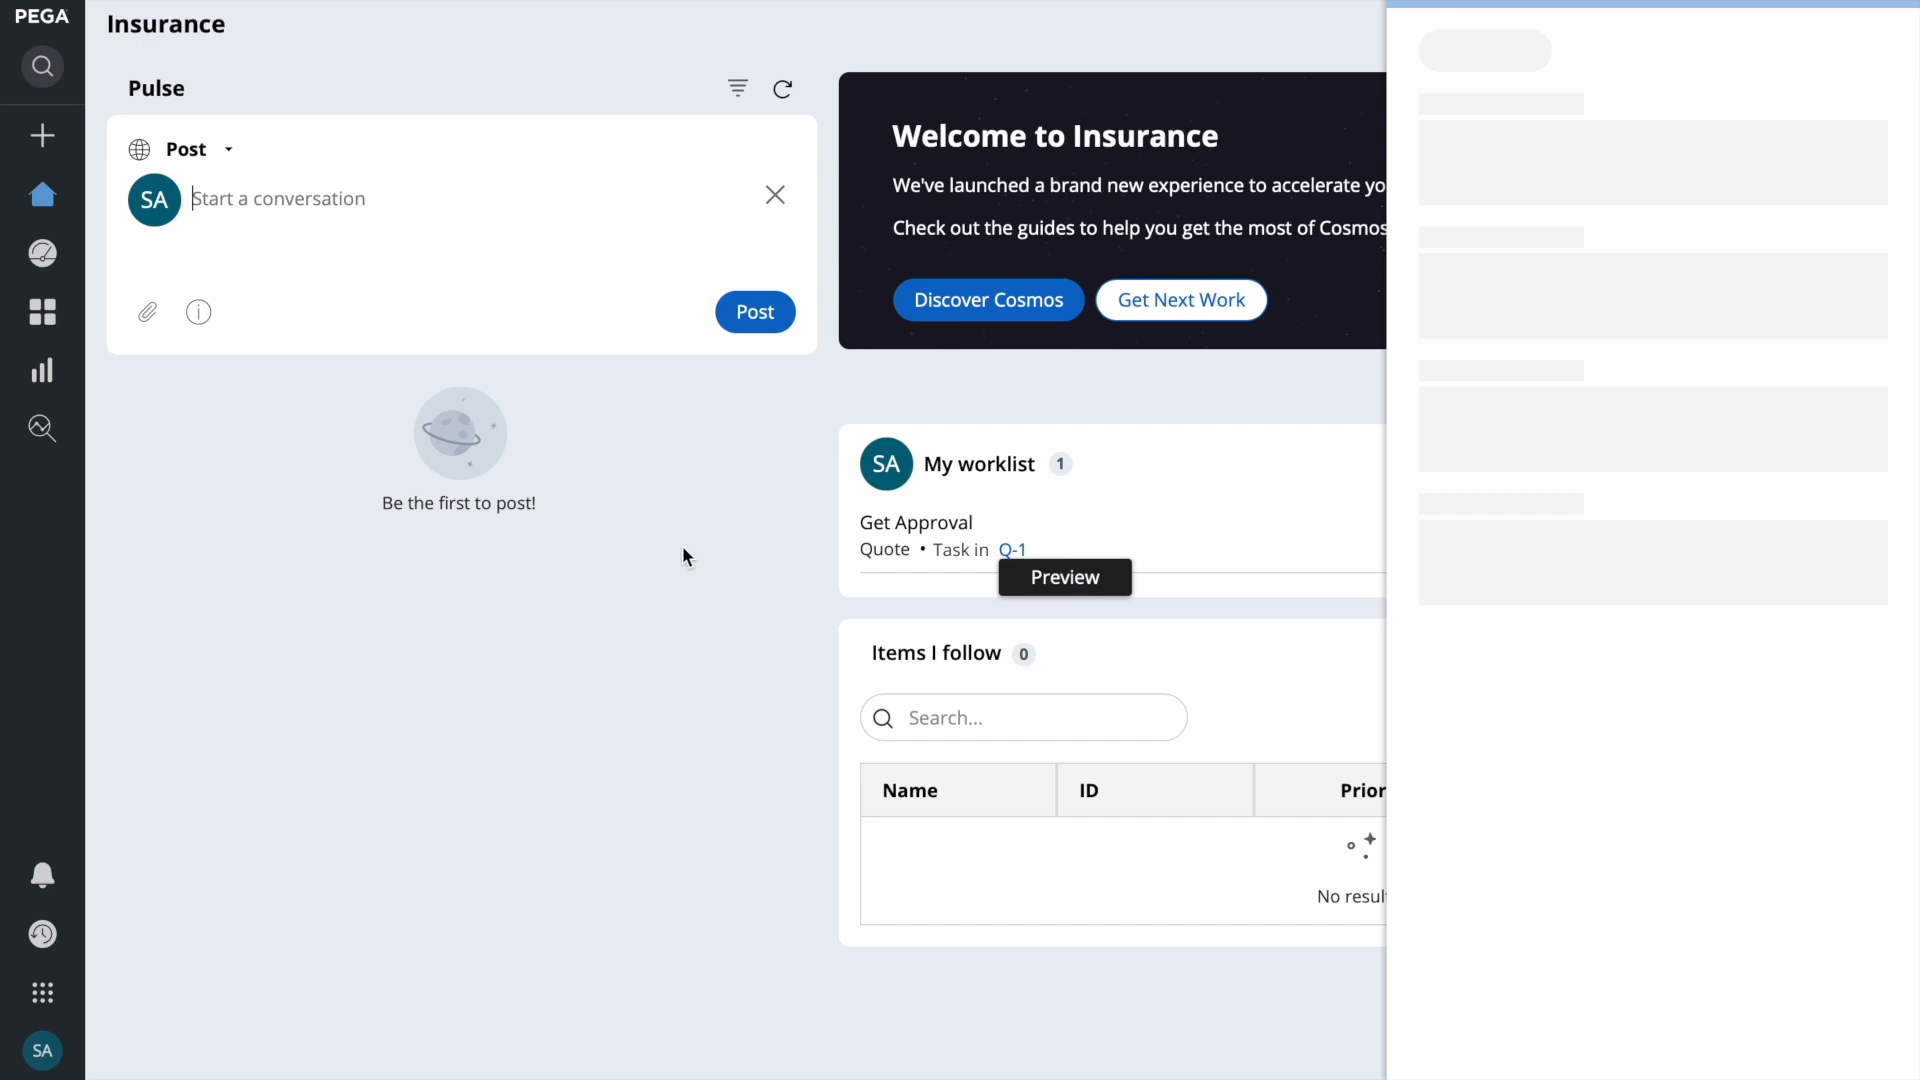 PEGA
Insurance
Pulse
Post
SA
Start a conversation
Post
Be the first to post!
Welcome to Insurance
We've launched a brand new experience to accelerate yo
Check out the guides to help you get the most of Cosmos
Discover Cosmos
Get Next Work
SA
My worklist 1
Get Approval
Quote • Task in Q-1
Preview
Items I follow 0
Search...
Name ID Prior
No resul
SA